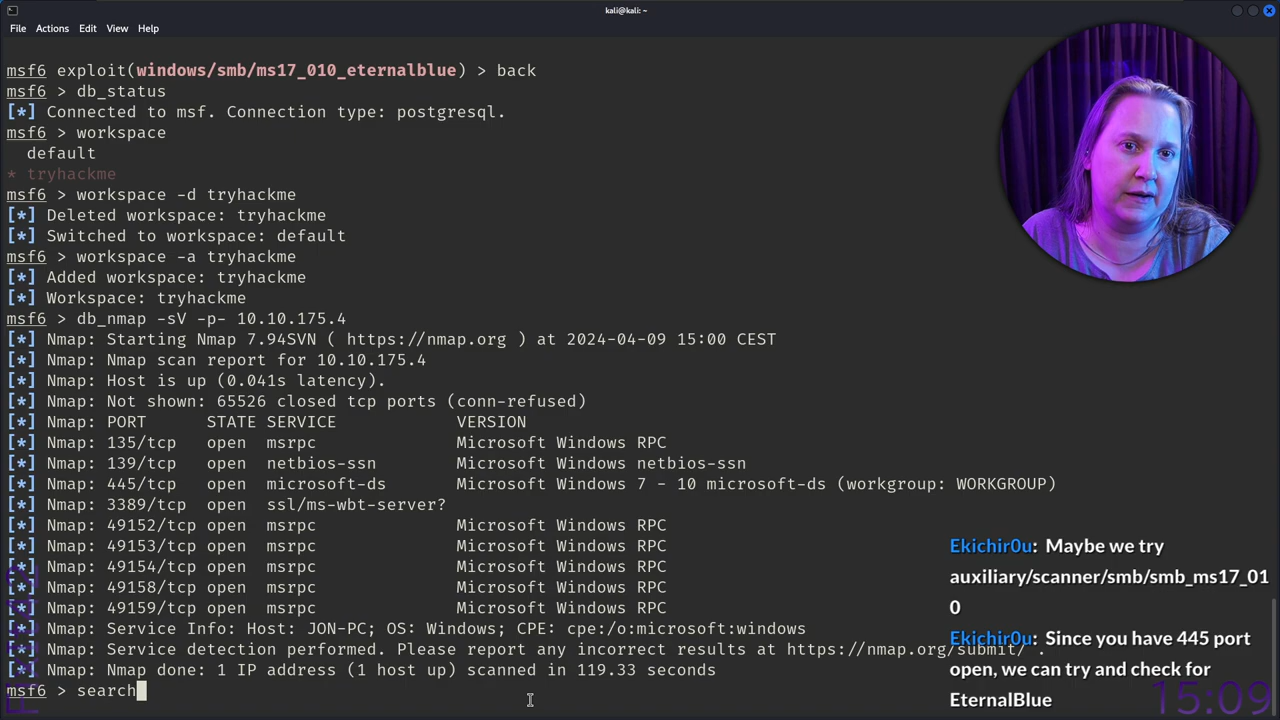 kali@kali: ~
File Actions Edit View Help
msf6 exploit(windows/smb/ms17_010_eternalblue) > back
msf6 > db_status
[*] Connected to msf. Connection type: postgresql.
msf6 > workspace
default
* tryhackme
msf6 > workspace -d tryhackme
[*] Deleted workspace: tryhackme
[*] Switched to workspace: default
msf6 > workspace -a tryhackme
[*] Added workspace: tryhackme
[*] Workspace: tryhackme
msf6 > db_nmap -sV -p- 10.10.175.4
[*] Nmap: Starting Nmap 7.94SVN ( https://nmap.org ) at 2024-04-09 15:00 CEST
[*] Nmap: Nmap scan report for 10.10.175.4
[*] Nmap: Host is up (0.041s latency).
[*] Nmap: Not shown: 65526 closed tcp ports (conn-refused)
[*] Nmap: PORT STATE SERVICE VERSION
[*] Nmap: 135/tcp open msrpc Microsoft Windows RPC
[*] Nmap: 139/tcp open netbios-ssn Microsoft Windows netbios-ssn
[*] Nmap: 445/tcp open microsoft-ds Microsoft Windows 7 - 10 microsoft-ds (workgroup: WORKGROUP)
[*] Nmap: 3389/tcp open ssl/ms-wbt-server?
[*] Nmap: 49152/tcp open msrpc Microsoft Windows RPC
[*] Nmap: 49153/tcp open msrpc Microsoft Windows RPC
[*] Nmap: 49154/tcp open msrpc Microsoft Windows RPC
[*] Nmap: 49158/tcp open msrpc Microsoft Windows RPC
[*] Nmap: 49159/tcp open msrpc Microsoft Windows RPC
[*] Nmap: Service Info: Host: JON-PC; OS: Windows; CPE: cpe:/o:microsoft:windows
[*] Nmap: Service detection performed. Please report any incorrect results at https://nmap.org/submit/ .
[*] Nmap: Nmap done: 1 IP address (1 host up) scanned in 119.33 seconds
msf6 > search
Ekichir0u: Maybe we try
auxiliary/scanner/smb/smb_ms17_01
0
Ekichir0u: Since you have 445 port
open, we can try and check for
EternalBlue
15:09